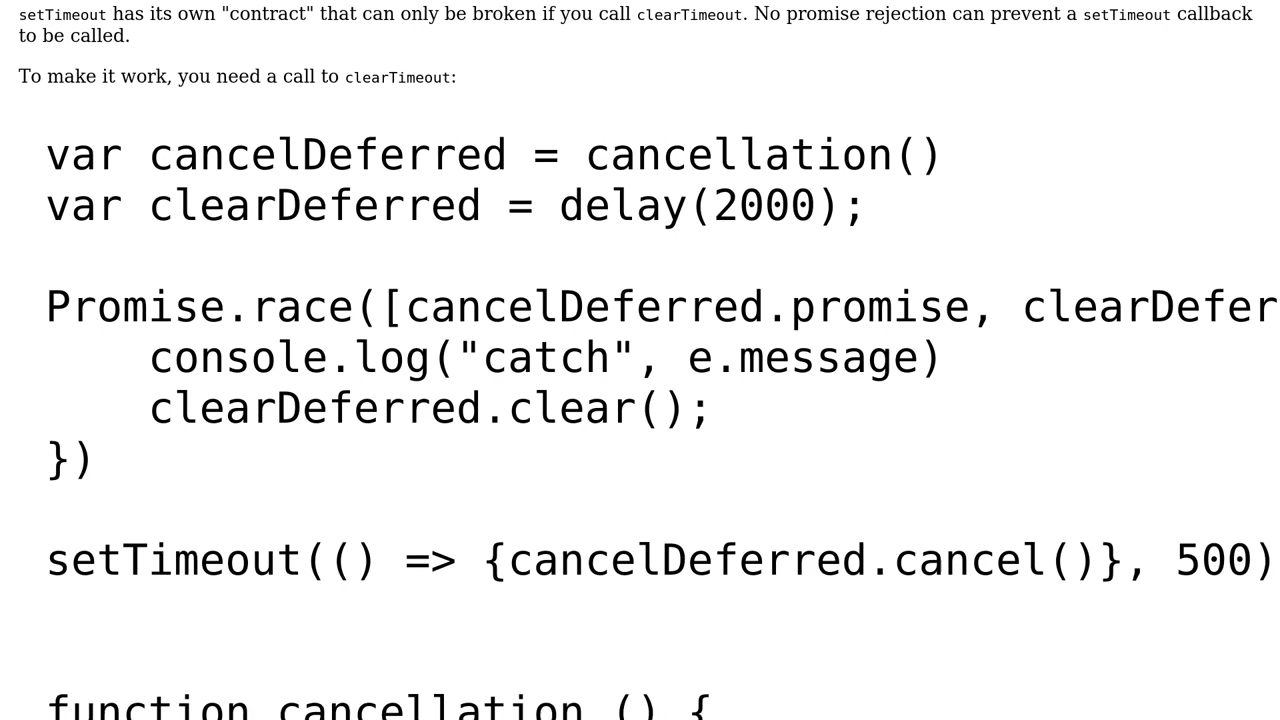 setTimeout has its own "contract" that can only be broken if you call clearTimeout. No promise rejection can prevent a setTimeout callback
to be called.
To make it work, you need a call to clearTimeout:
var cancelDeferred = cancellation()
var clearDeferred = delay(2000);
Promise.race([cancelDeferred.promise, clearDefer
    console.log("catch", e.message)
    clearDeferred.clear();
})
setTimeout(() => {cancelDeferred.cancel()}, 500)
function cancellation () {